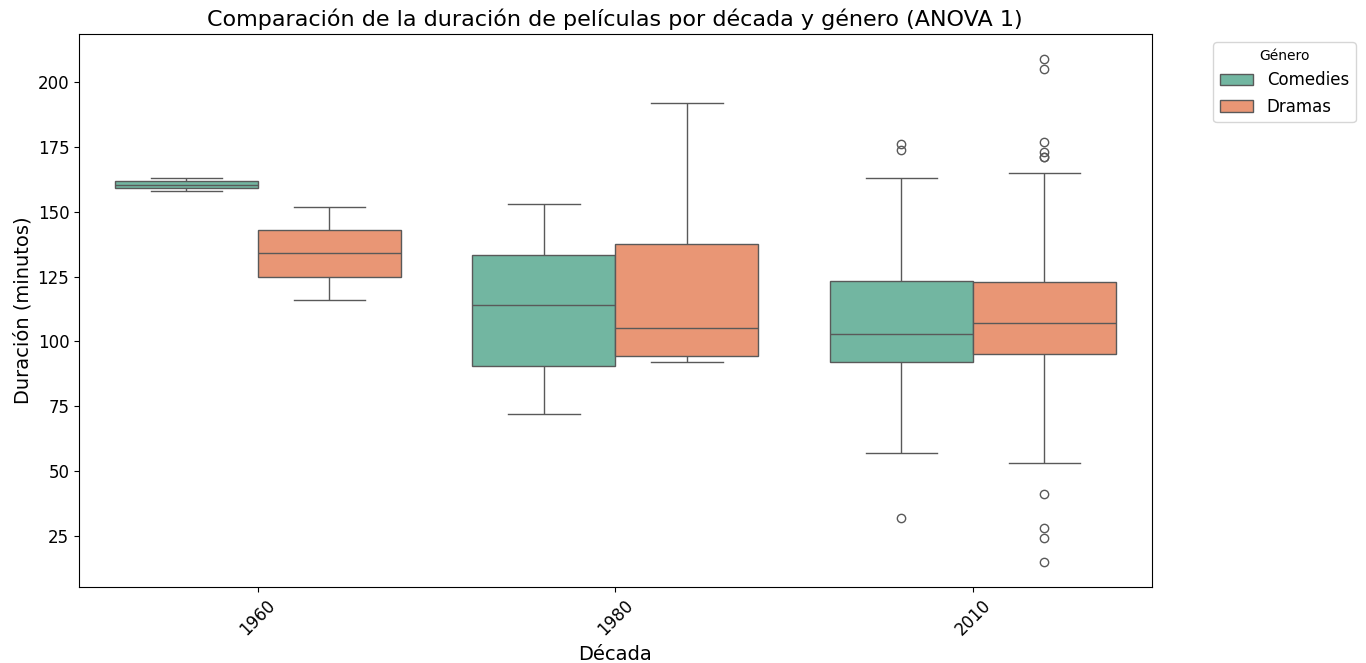 Comparación de la duración de películas por década y género (ANOVA 1)
Género
Comedies
Dramas
Duración (minutos)
200
175
150
125
100
75
50
25
1960
1980
2010
Década